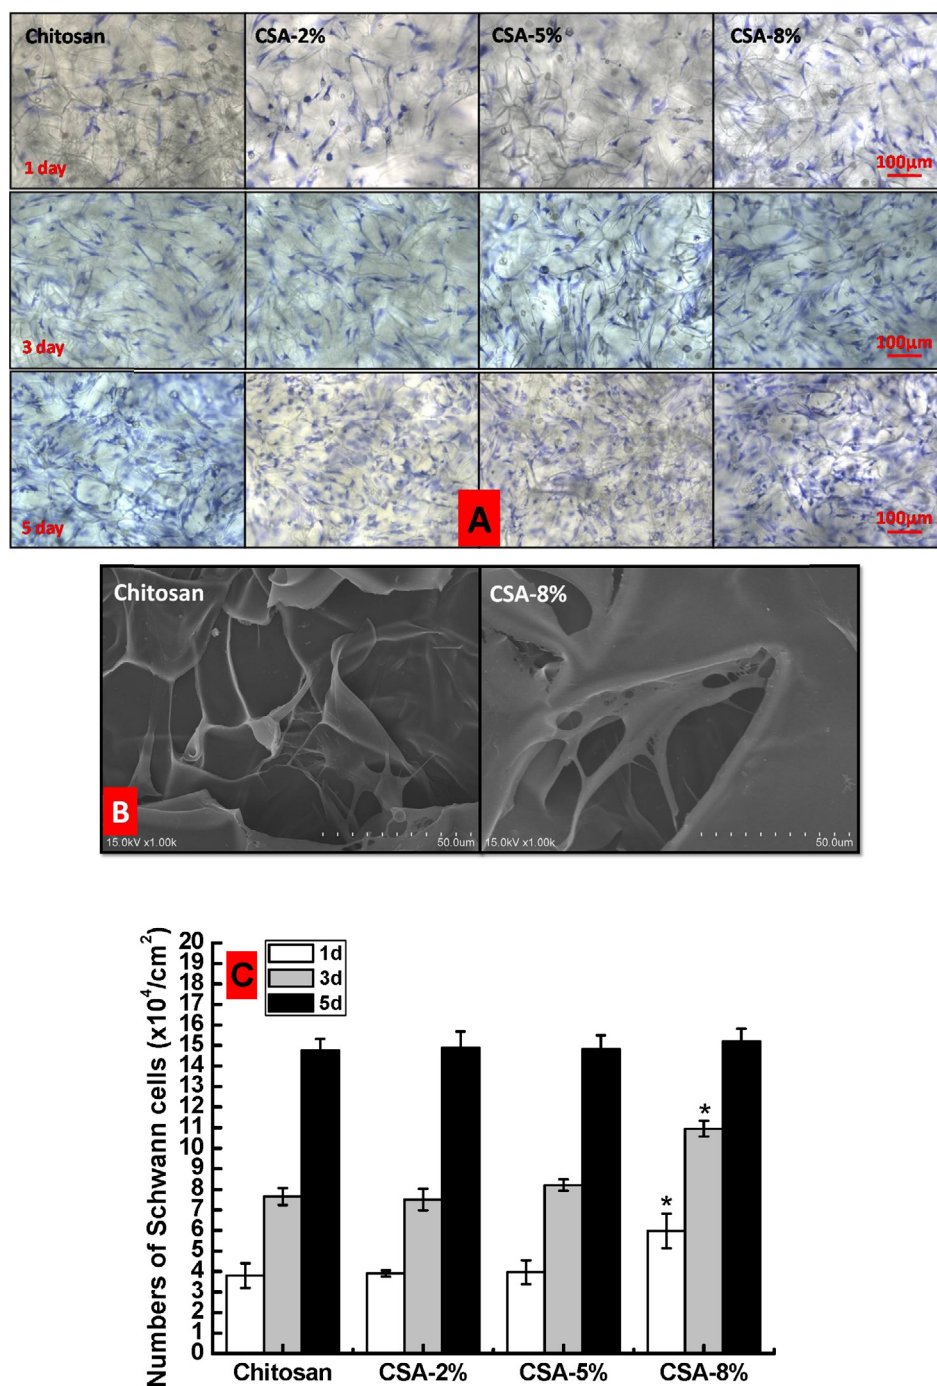 Chitosan CSA-2% CSA-5% CSA-8%
1 day 100μm
3 day 100μm
5 day A 100μm
Chitosan CSA-8%
B
15.0kV x1.00k 50.0um 15.0kV x1.00k 50.0um
C
1d
3d
5d
Numbers of Schwann cells (x10⁴/cm²)
20
19
18
17
16
15
14
13
12
11
10
9
8
7
6
5
4
3
2
1
0
*
*
Chitosan CSA-2% CSA-5% CSA-8%